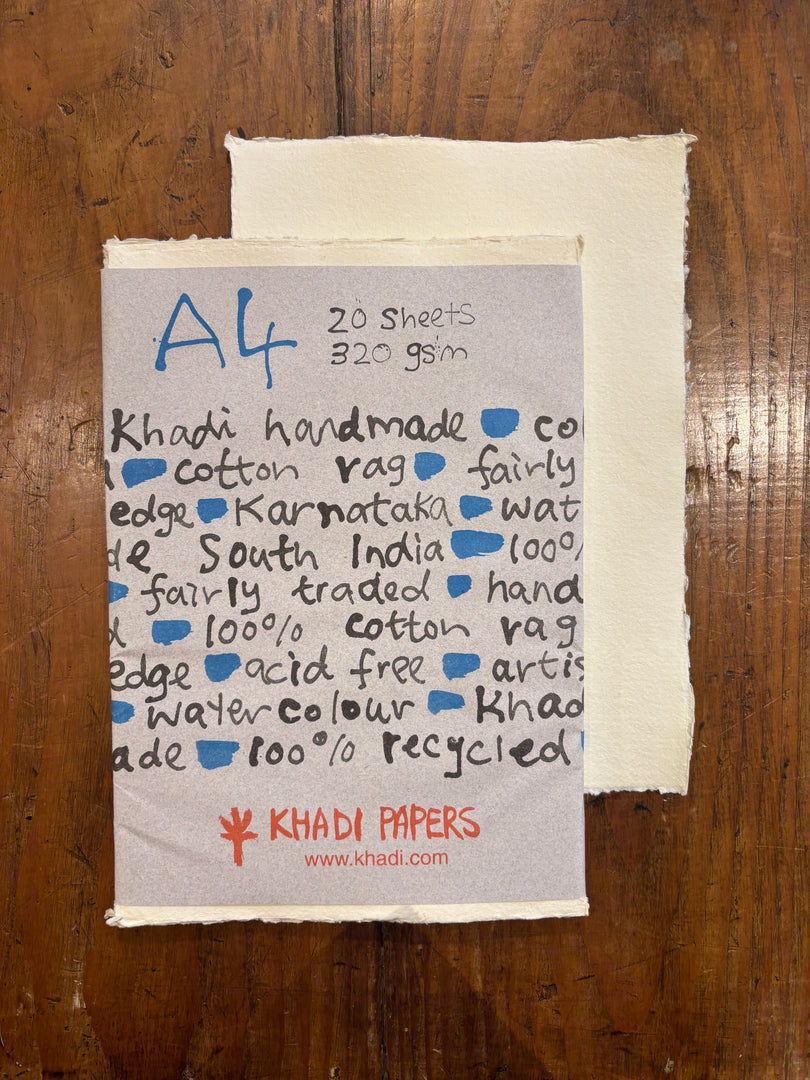 A4
20 sheets
320 gsm
Khadi handmade co
cotton rag fairly
edge Karnataka wat
de South India 100%
fairly traded hand
100% cotton rag
edge acid free artis
watercolour Khad
ade 100% recycled
KHADI PAPERS
www.khadi.com